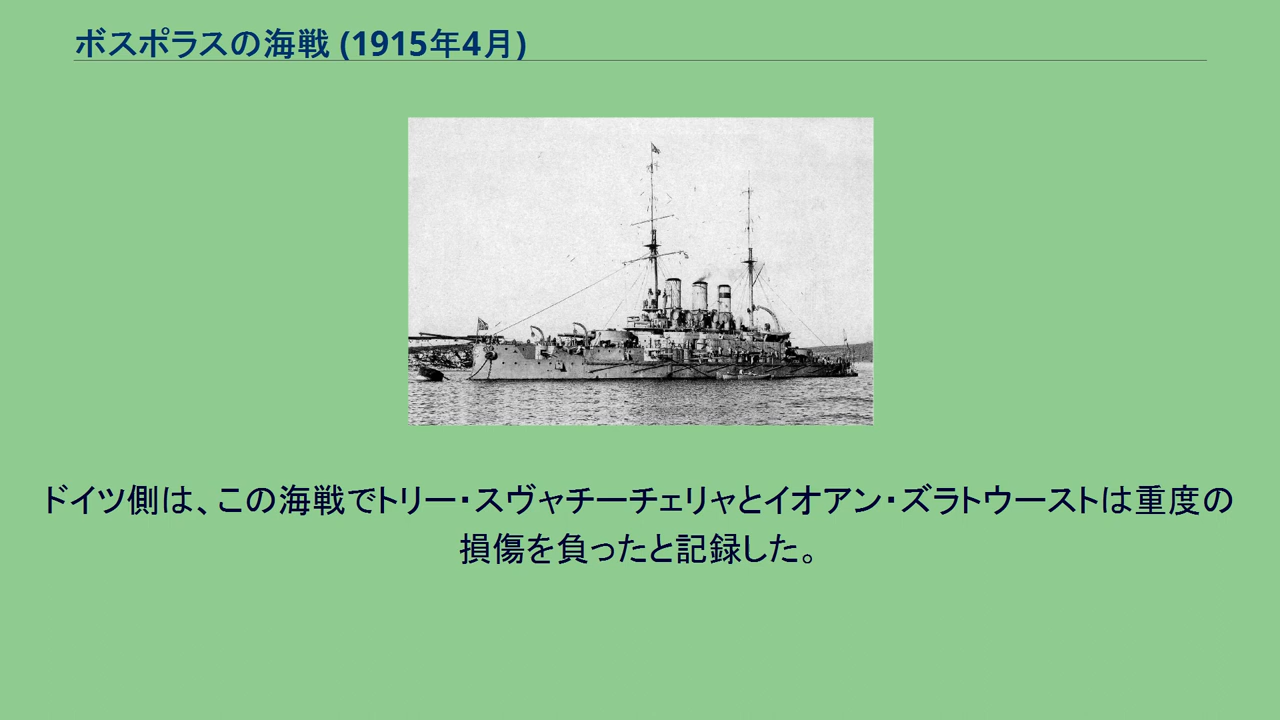 ボスポラスの海戦 (1915年4月)
ドイツ側は、この海戦でトリー・スヴャチーチェリャとイオアン・ズラトウーストは重度の
損傷を負ったと記録した。